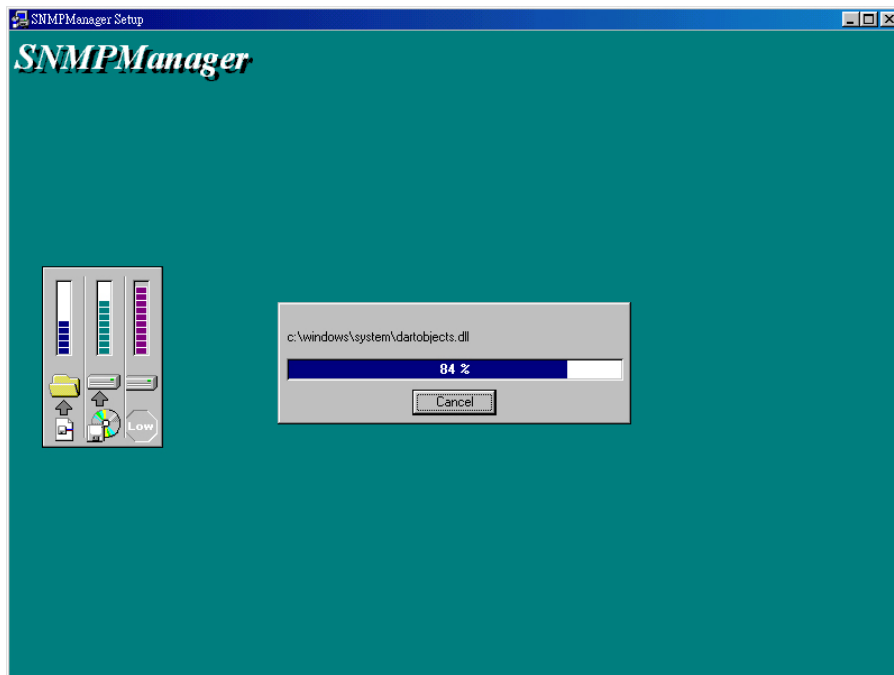 SNMPManager Setup
SNMPManager
c:\windows\system\dartobjects.dll
84 %
Cancel
Low